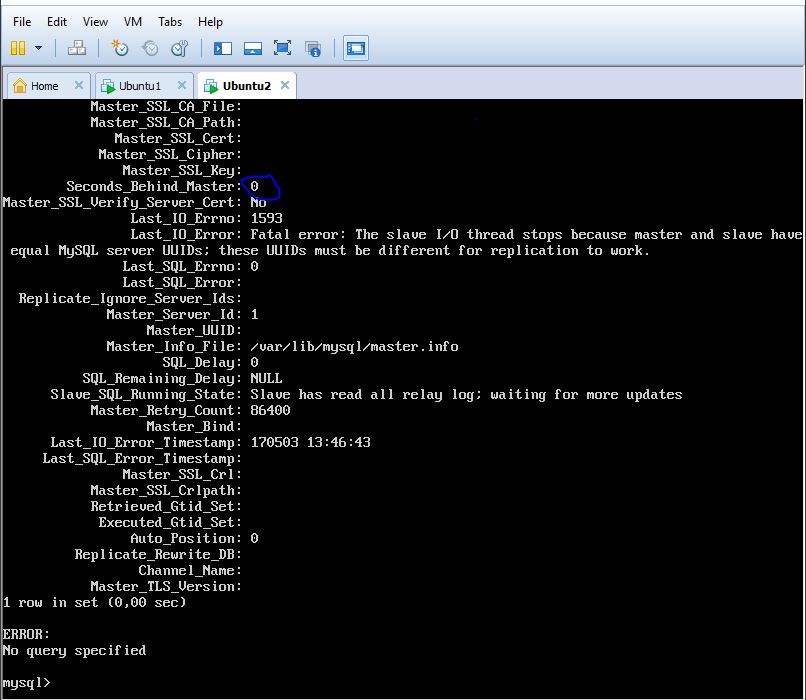 File Edit View VM Tabs Help
Home Ubuntu1 Ubuntu2
Master_SSL_CA_File:
Master_SSL_CA_Path:
Master_SSL_Cert:
Master_SSL_Cipher:
Master_SSL_Key:
Seconds_Behind_Master: 0
Master_SSL_Verify_Server_Cert: No
Last_IO_Errno: 1593
Last_IO_Error: Fatal error: The slave I/O thread stops because master and slave have
equal MySQL server UUIDs; these UUIDs must be different for replication to work.
Last_SQL_Errno: 0
Last_SQL_Error:
Replicate_Ignore_Server_Ids:
Master_Server_Id: 1
Master_UUID:
Master_Info_File: /var/lib/mysql/master.info
SQL_Delay: 0
SQL_Remaining_Delay: NULL
Slave_SQL_Running_State: Slave has read all relay log; waiting for more updates
Master_Retry_Count: 86400
Master_Bind:
Last_IO_Error_Timestamp: 170503 13:46:43
Last_SQL_Error_Timestamp:
Master_SSL_Crl:
Master_SSL_Crlpath:
Retrieved_Gtid_Set:
Executed_Gtid_Set:
Auto_Position: 0
Replicate_Rewrite_DB:
Channel_Name:
Master_TLS_Version:
1 row in set (0,00 sec)
ERROR:
No query specified
mysql>